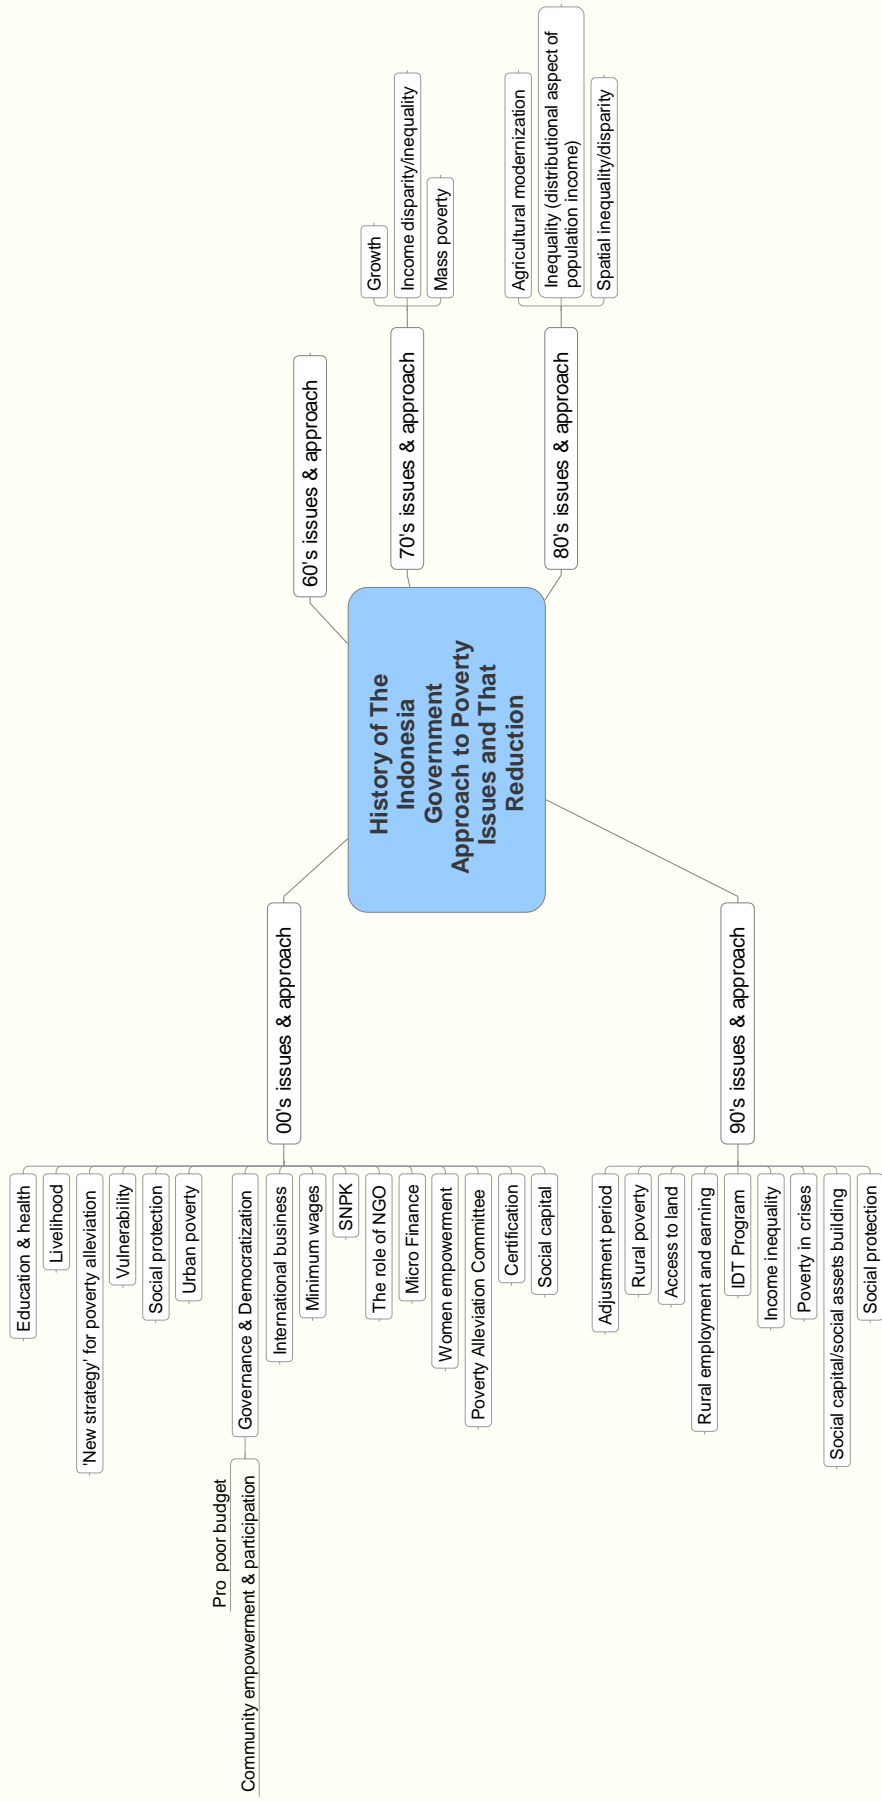 History of The
Indonesia
Government
Approach to Poverty
Issues and That
Reduction
60's issues & approach
70's issues & approach
Growth
Income disparity/inequality
Mass poverty
80's issues & approach
Agricultural modernization
Inequality (distributional aspect of
population income)
Spatial inequality/disparity
90's issues & approach
Adjustment period
Rural poverty
Access to land
Rural employment and earning
IDT Program
Income inequality
Poverty in crises
Social capital/social assets building
Social protection
00's issues & approach
Education & health
Livelihood
'New strategy' for poverty alleviation
Vulnerability
Social protection
Urban poverty
Governance & Democratization
Pro poor budget
Community empowerment & participation
International business
Minimum wages
SNPK
The role of NGO
Micro Finance
Women empowerment
Poverty Alleviation Committee
Certification
Social capital